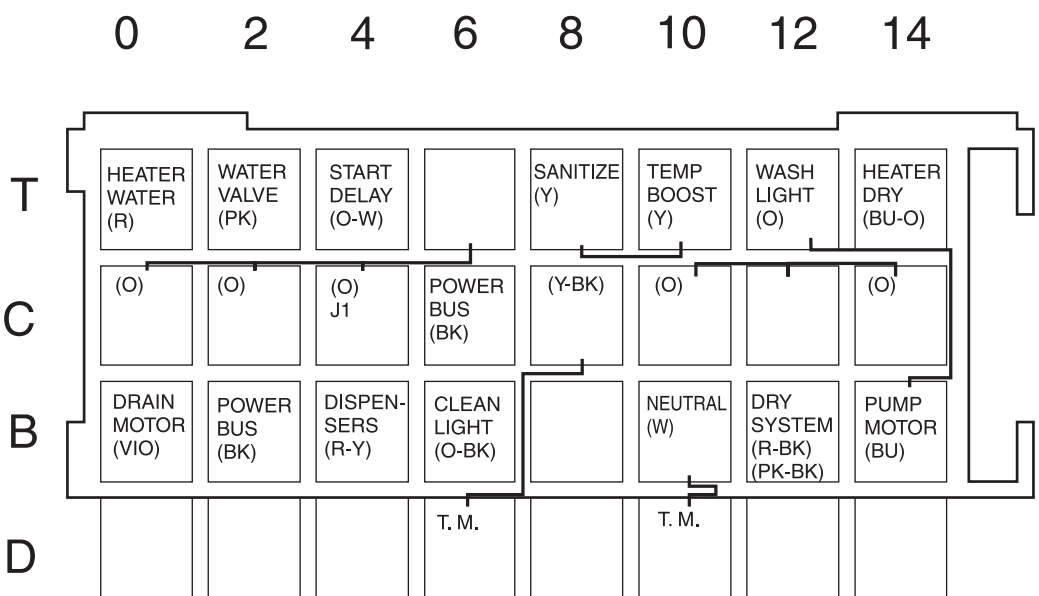 0 2 4 6 8 10 12 14
T
HEATER
WATER
(R)
WATER
VALVE
(PK)
START
DELAY
(O-W)
SANITIZE
(Y)
TEMP
BOOST
(Y)
WASH
LIGHT
(O)
HEATER
DRY
(BU-O)
C
(O)
(O)
(O)
J1
POWER
BUS
(BK)
(Y-BK)
(O)
(O)
B
DRAIN
MOTOR
(VIO)
POWER
BUS
(BK)
DISPEN-
SERS
(R-Y)
CLEAN
LIGHT
(O-BK)
NEUTRAL
(W)
DRY
SYSTEM
(R-BK)
(PK-BK)
PUMP
MOTOR
(BU)
D
T. M.
T. M.